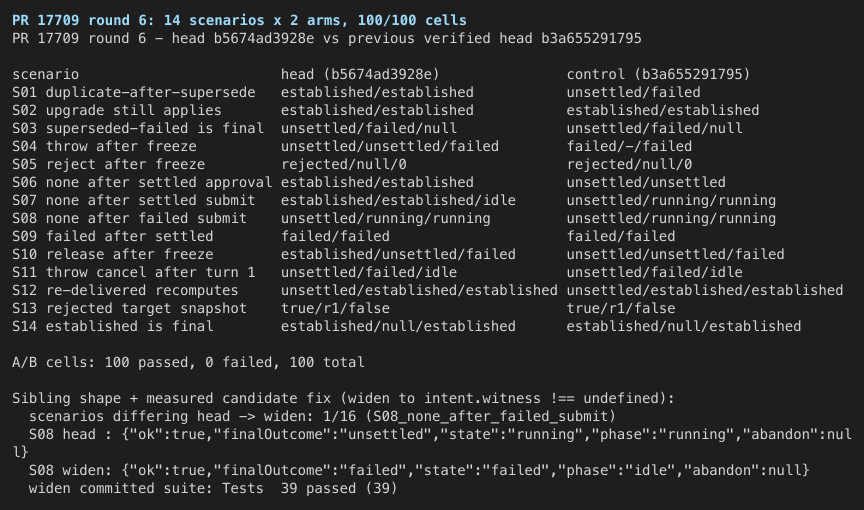 PR 17709 round 6: 14 scenarios x 2 arms, 100/100 cells
PR 17709 round 6 – head b5674ad3928e vs previous verified head b3a655291795
scenario head (b5674ad3928e) control (b3a655291795)
S01 duplicate-after-supersede established/established unsettled/failed
S02 upgrade still applies established/established established/established
S03 superseded-failed is final unsettled/failed/null unsettled/failed/null
S04 throw after freeze unsettled/unsettled/failed failed/-/failed
S05 reject after freeze rejected/null/0 rejected/null/0
S06 none after settled approval established/established unsettled/unsettled
S07 none after settled submit established/established/idle unsettled/running/running
S08 none after failed submit unsettled/running/running unsettled/running/running
S09 failed after settled failed/failed failed/failed
S10 release after freeze established/unsettled/failed unsettled/unsettled/failed
S11 throw cancel after turn 1 unsettled/failed/idle unsettled/failed/idle
S12 re-delivered recomputes unsettled/established/established unsettled/established/established
S13 rejected target snapshot true/r1/false true/r1/false
S14 established is final established/null/established established/null/established
A/B cells: 100 passed, 0 failed, 100 total
Sibling shape + measured candidate fix (widen to intent.witness !== undefined):
scenarios differing head -> widen: 1/16 (S08_none_after_failed_submit)
S08 head : {"ok":true,"finalOutcome":"unsettled","state":"running","phase":"running","abandon":nul
l}
S08 widen: {"ok":true,"finalOutcome":"failed","state":"failed","phase":"idle","abandon":null}
widen committed suite: Tests 39 passed (39)